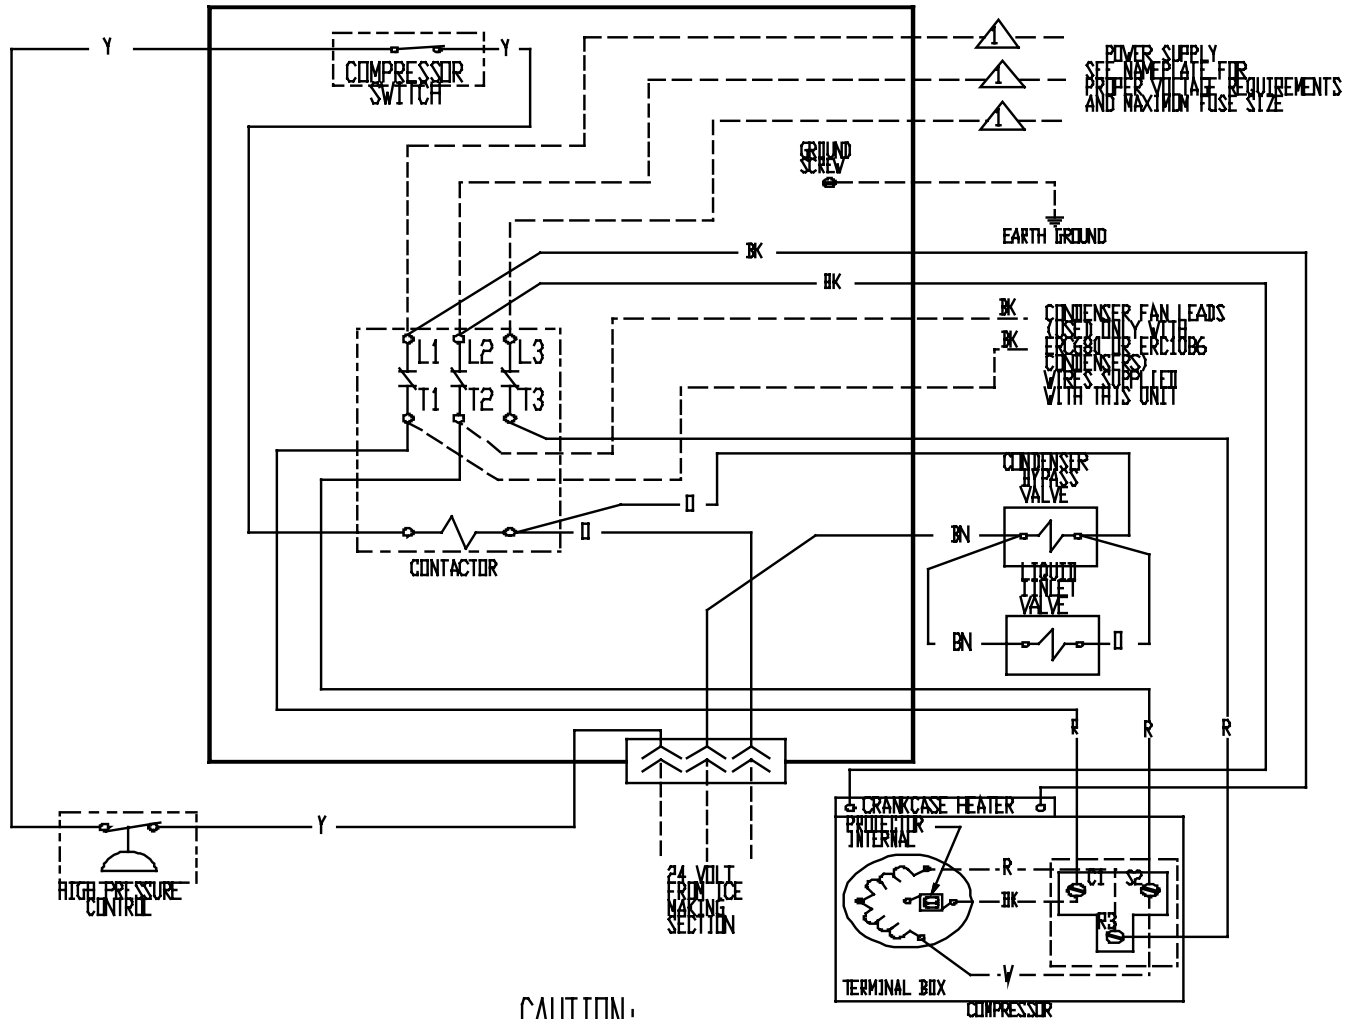 Y
Y
COMPRESSOR
SWITCH
1
1
1
POWER SUPPLY
SEE NAMEPLATE FOR
PROPER VOLTAGE REQUIREMENTS
AND MAXIMUM FUSE SIZE
GROUND
SCREW
EARTH GROUND
BK
BK
BK
BK
CONDENSER FAN LEADS
(USED ONLY WITH
ERC680 OR ERC1086
CONDENSERS)
WIRES SUPPLIED
WITH THIS UNIT
L1 L2 L3
T1 T2 T3
CONDENSER
BYPASS
VALVE
O
O
BN
CONTACTOR
LIQUID
INLET
VALVE
BN
O
R
R
R
CRANKCASE HEATER
PROTECTOR
INTERNAL
Y
HIGH PRESSURE
CONTROL
24 VOLT
FROM ICE
MAKING
SECTION
R
BK
C1
S2
R3
W
TERMINAL BOX
COMPRESSOR
CAUTION: